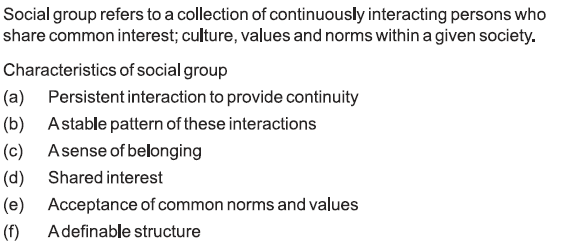 Social group refers to a collection of continuously interacting persons who
share common interest; culture, values and norms within a given society.
Characteristics of social group
(a) Persistent interaction to provide continuity
(b) A stable pattern of these interactions
(c) A sense of belonging
(d) Shared interest
(e) Acceptance of common norms and values
(f) A definable structure